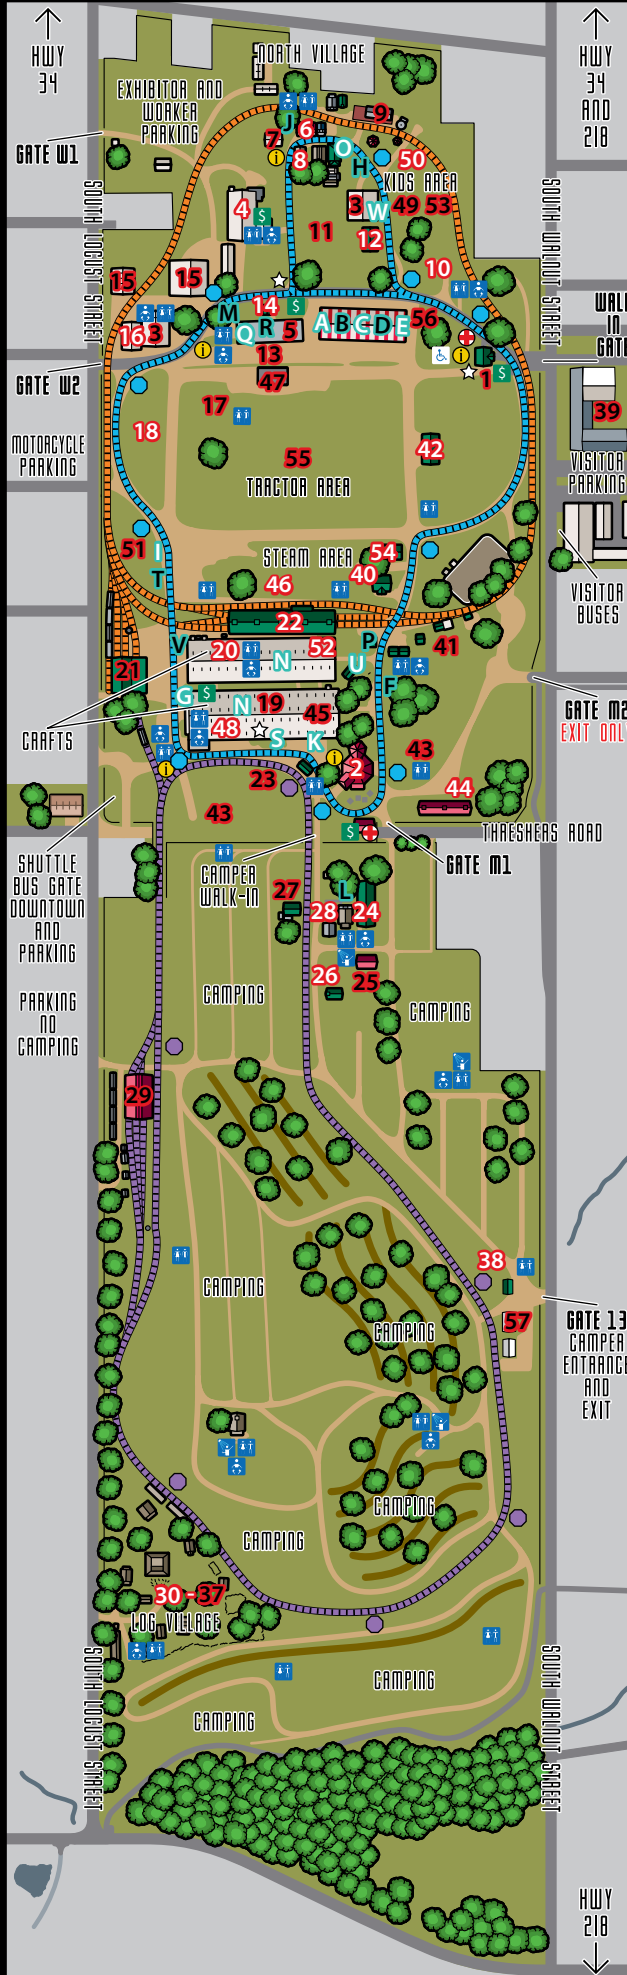 HWY
34
HWY
34
AND
218
NORTH VILLAGE
EXHIBITOR AND
WORKER
PARKING
GATE W1
J
6
9
7
8
O
H
50
KIDS AREA
4
$
3
W
49
53
11
12
10
SOUTH LOCUST STREET
SOUTH WALNUT STREET
15
15
14
$
M
Q
R
5
A
B
C
D
E
56
16
3
i
i
i
13
47
1
$
WALK
IN
GATE
GATE W2
17
18
39
MOTORCYCLE
PARKING
42
VISITOR
PARKING
55
TRACTOR AREA
51
I
T
STEAM AREA
54
40
46
VISITOR
BUSES
22
V
20
52
N
P
U
41
21
G
$
N
19
45
F
48
S
K
CRAFTS
GATE M2
EXIT ONL
i
i
2
43
23
44
43
$
THRESHERS ROAD
GATE M1
SHUTTLE
BUS GATE
DOWNTOWN
AND
PARKING
CAMPER
WALK-IN
L
27
28
24
26
25
CAMPING
CAMPING
PARKING
NO
CAMPING
29
38
CAMPING
57
CAMPING
GATE 13
CAMPER
ENTRANCE
AND
EXIT
CAMPING
CAMPING
30 - 37
LOG VILLAGE
SOUTH LOCUST STREET
SOUTH WALNUT STREET
CAMPING
CAMPING
HWY
218